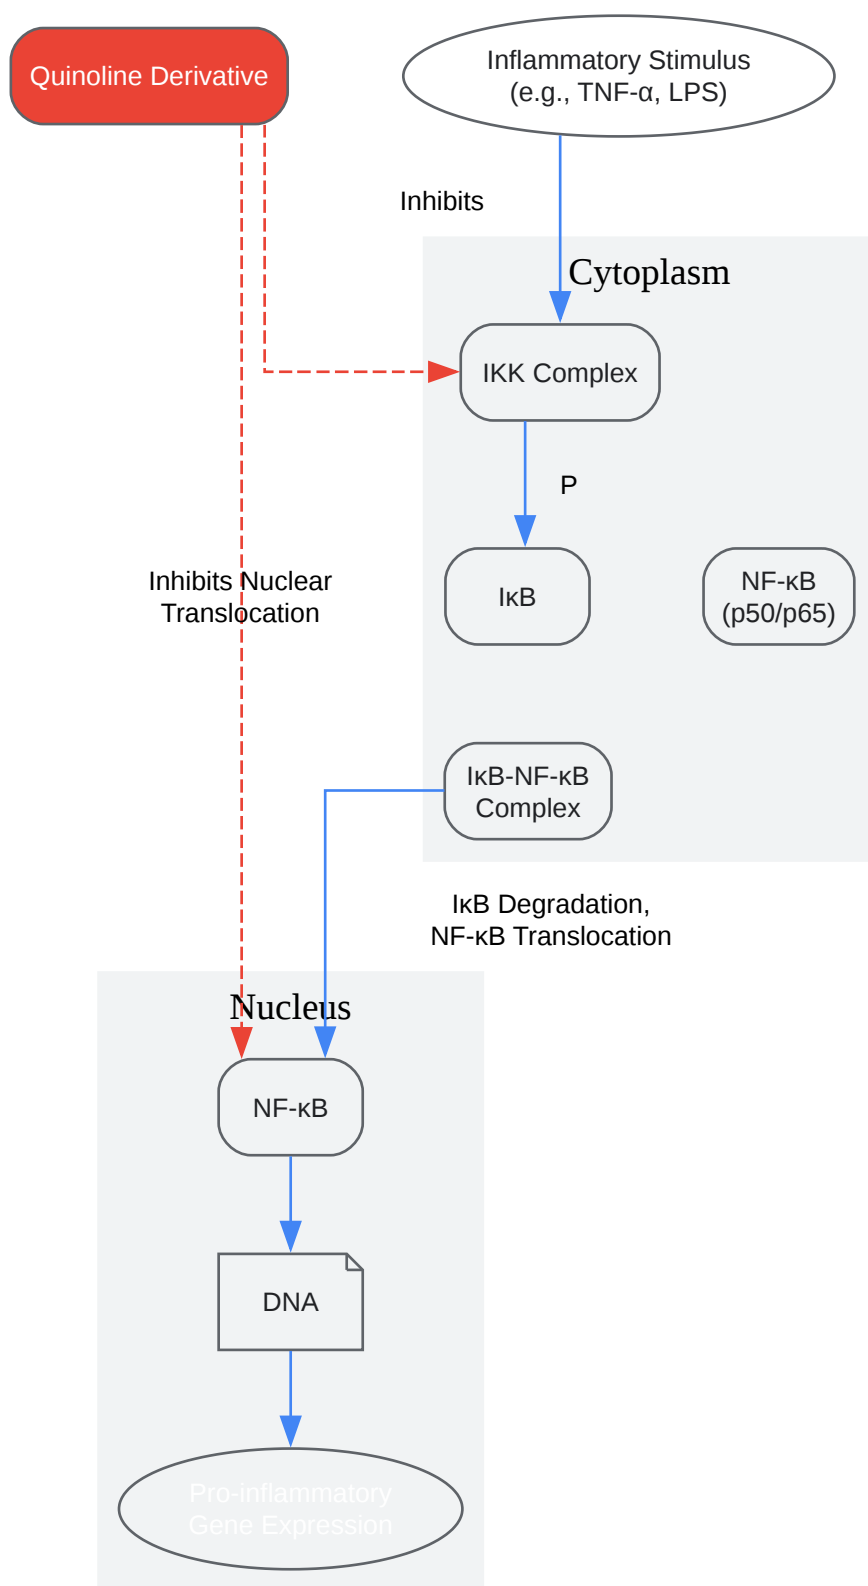 Quinoline Derivative
Inflammatory Stimulus
(e.g., TNF-α, LPS)
Inhibits
Cytoplasm
IKK Complex
P
Inhibits Nuclear
Translocation
IκB
NF-κB
(p50/p65)
IκB-NF-κB
Complex
IκB Degradation,
NF-κB Translocation
Nucleus
NF-κB
DNA
Pro-inflammatory
Gene Expression